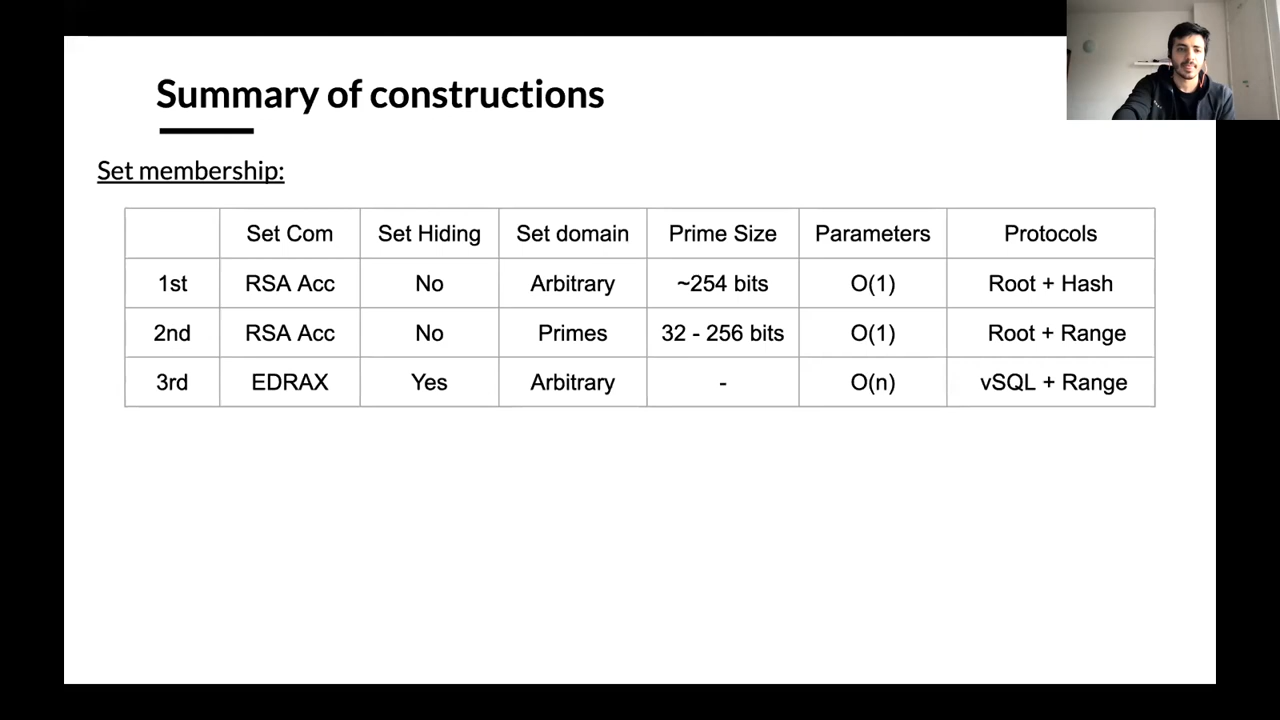 Summary of constructions
Set membership:
Set Com Set Hiding Set domain Prime Size Parameters Protocols
1st RSA Acc No Arbitrary ~254 bits O(1) Root + Hash
2nd RSA Acc No Primes 32 - 256 bits O(1) Root + Range
3rd EDRAX Yes Arbitrary - O(n) vSQL + Range